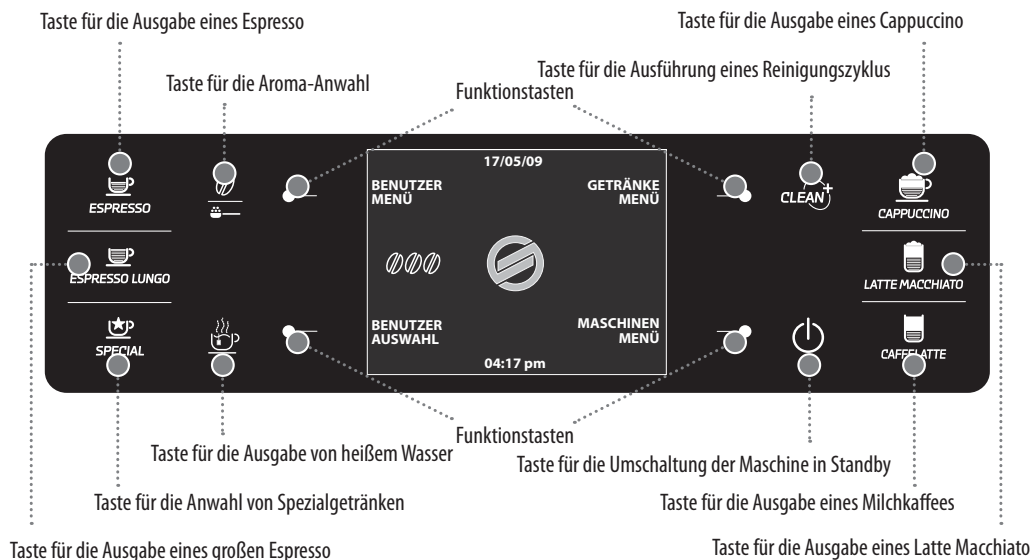 Taste für die Ausgabe eines Espresso
Taste für die Ausgabe eines Cappuccino
Taste für die Aroma-Anwahl
Funktionstasten
Taste für die Ausführung eines Reinigungszyklus
ESPRESSO
ESPRESSO LUNGO
SPECIAL
17/05/09
BENUTZER
MENÜ
GETRÄNKE
MENÜ
BENUTZER
AUSWAHL
MASCHINEN
MENÜ
04:17 pm
CLEAN+
CAPPUCCINO
LATTE MACCHIATO
CAFFELATTE
Funktionstasten
Taste für die Ausgabe von heißem Wasser
Taste für die Umschaltung der Maschine in Standby
Taste für die Anwahl von Spezialgetränken
Taste für die Ausgabe eines Milchkaffees
Taste für die Ausgabe eines großen Espresso
Taste für die Ausgabe eines Latte Macchiato